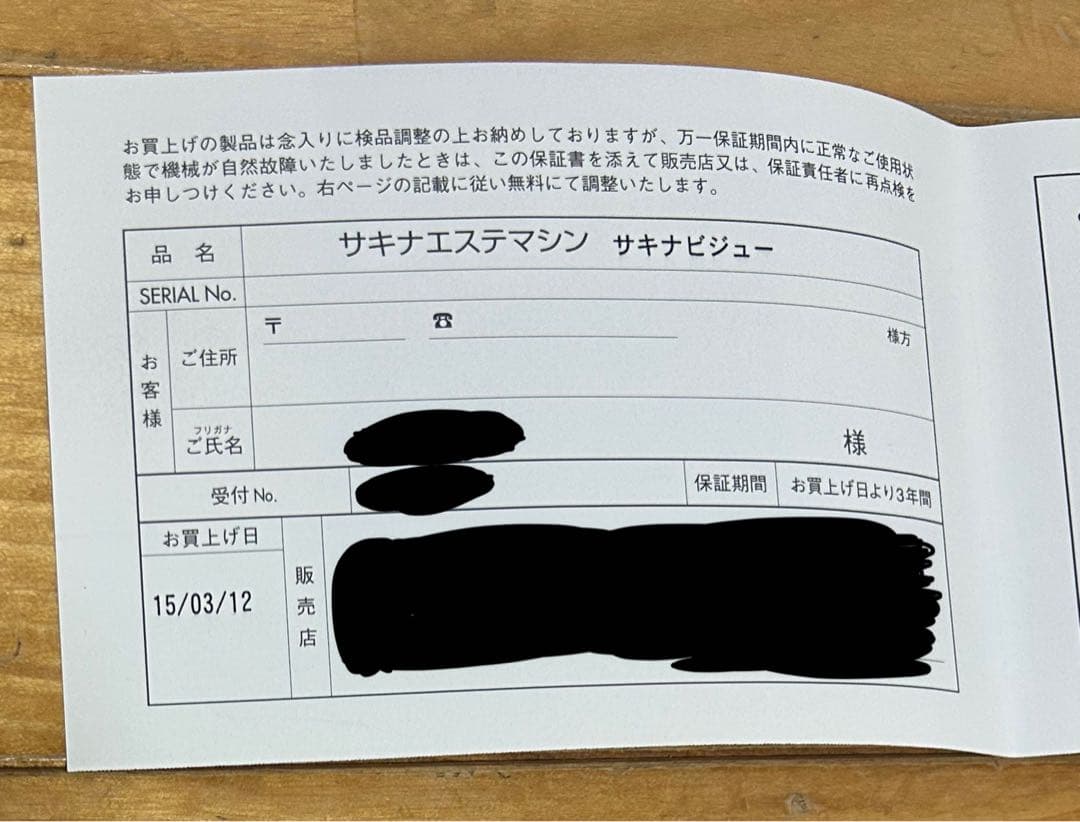 お買上げの製品は念入りに検品調整の上お納めしておりますが、万一保証期間内に正常なご使用状
態で機械が自然故障いたしましたときは、この保証書を添えて販売店又は、保証責任者に再点検を
お申しつけください。右ページの記載に従い無料にて調整いたします。
品 名 サキナエステマシン サキナビジュー
SERIAL No.
お客様
ご住所
〒 ☎
様方
フリガナ
ご氏名
様
受付No.
保証期間 お買上げ日より3年間
お買上げ日
15/03/12
販売店